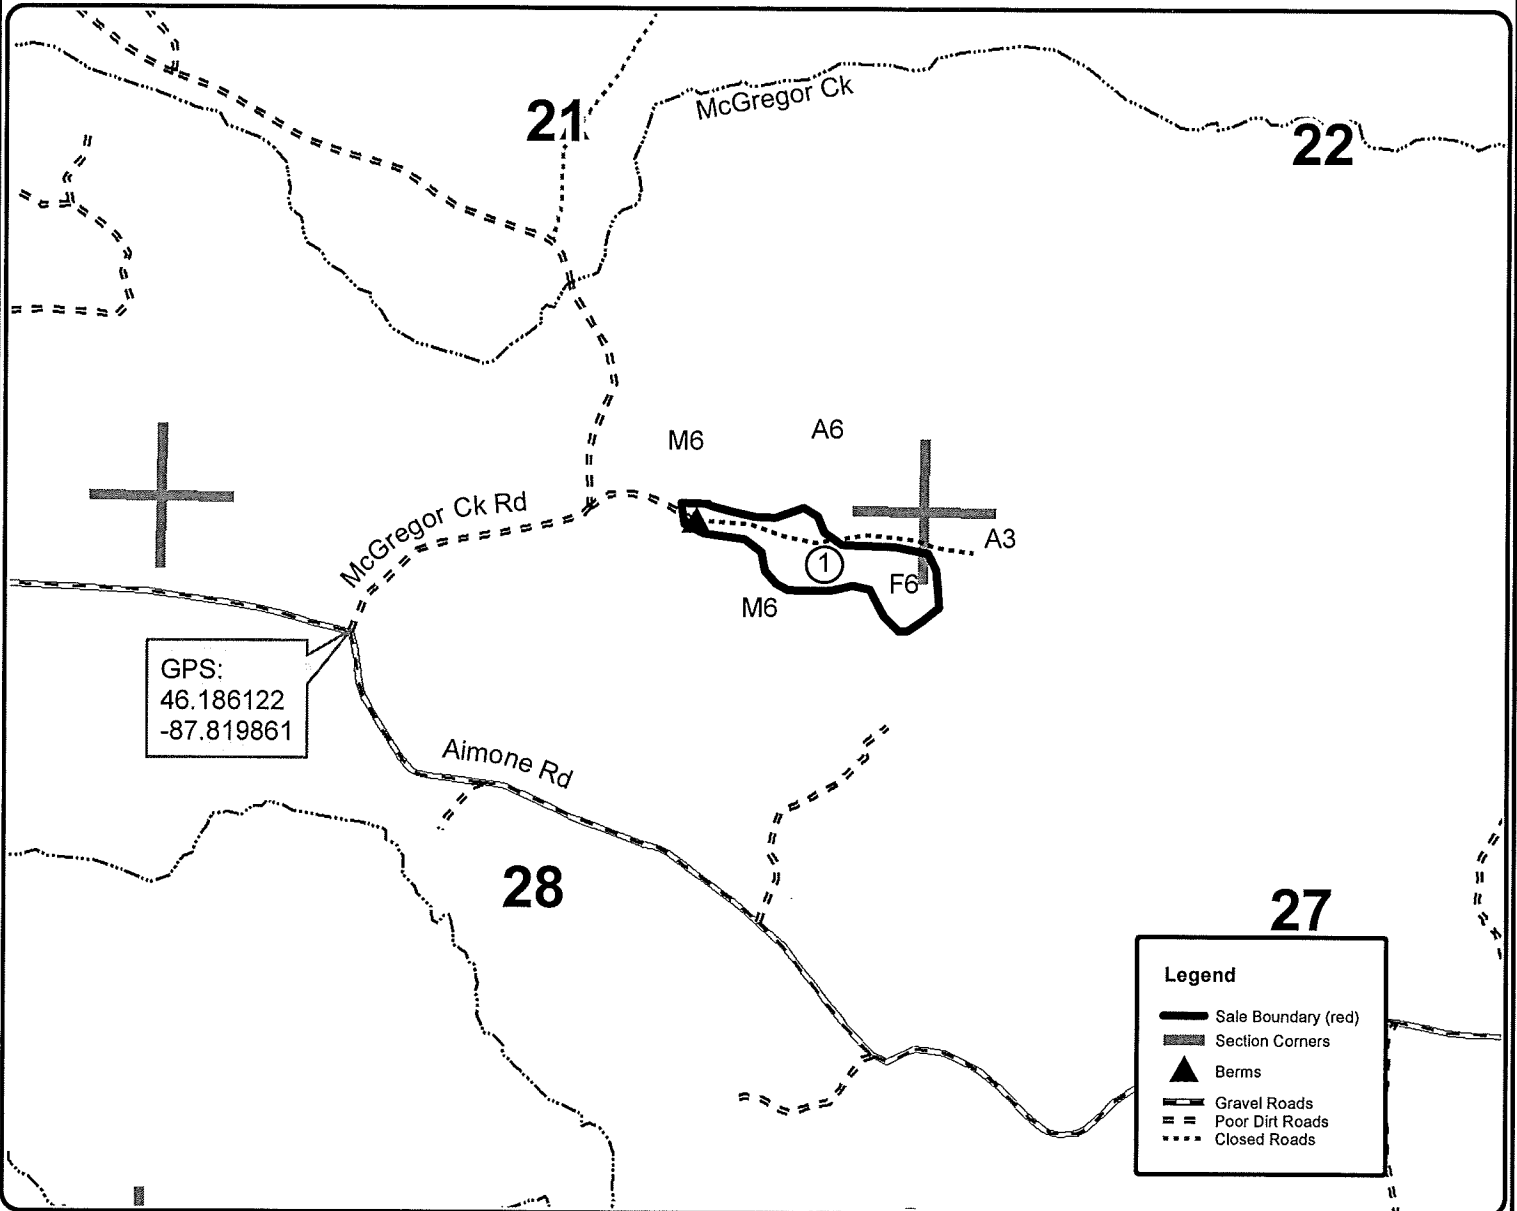 21
McGregor Ck
22
M6
A6
McGregor Ck Rd
A3
1
F6
M6
GPS:
46.186122
-87.819861
Aimone Rd
28
27
Legend
Sale Boundary (red)
Section Corners
Berms
Gravel Roads
Poor Dirt Roads
Closed Roads